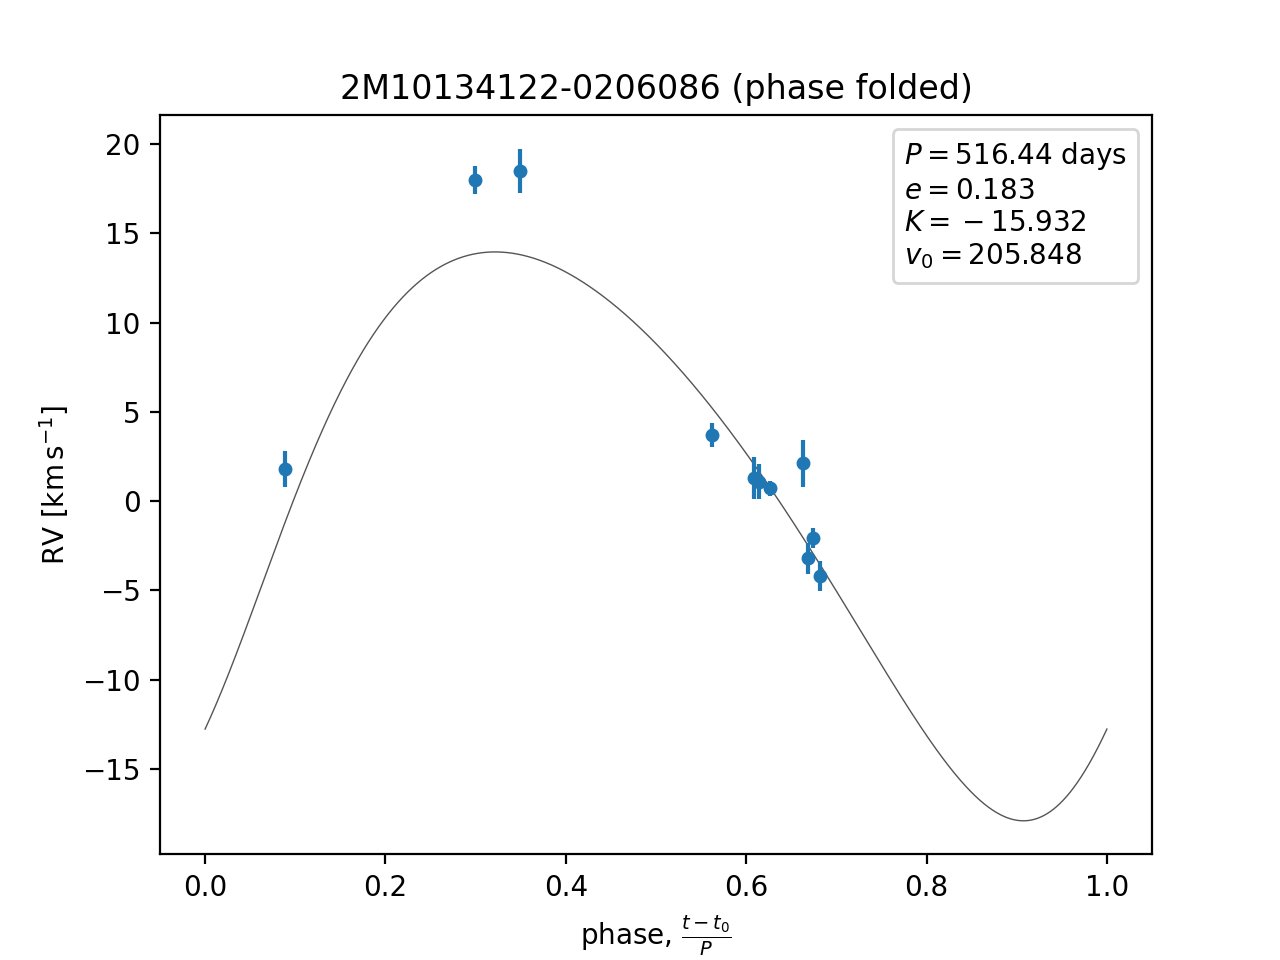 2M10134122-0206086 (phase folded)
P = 516.44 days
e = 0.183
K = −15.932
v₀ = 205.848
20
15
10
5
0
−5
−10
−15
RV [km s⁻¹]
0.0 0.2 0.4 0.6 0.8 1.0
phase, (t − t₀)/P